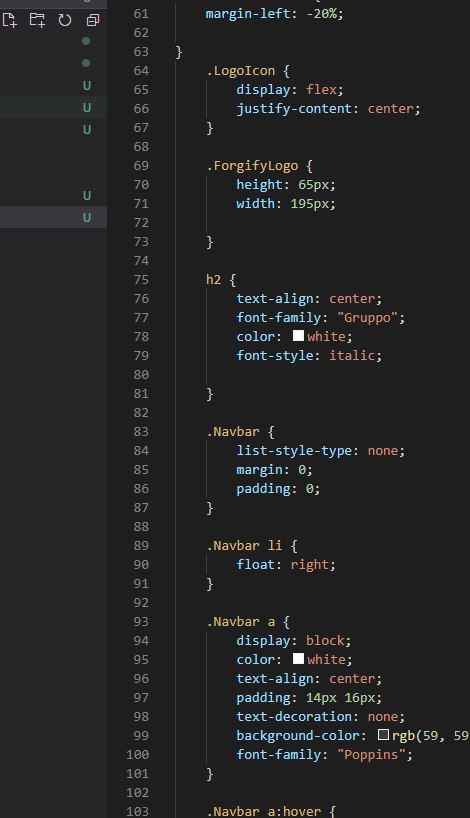 61 margin-left: -20%;
U 62
63 }
64 .LogoIcon {
65 display: flex;
U 66 justify-content: center;
U 67 }
U 68
69 .ForgifyLogo {
70 height: 65px;
U 71 width: 195px;
U 72
73 }
74
75 h2 {
76 text-align: center;
77 font-family: "Gruppo";
78 color: white;
79 font-style: italic;
80
81 }
82
83 .Navbar {
84 list-style-type: none;
85 margin: 0;
86 padding: 0;
87 }
88
89 .Navbar li {
90 float: right;
91 }
92
93 .Navbar a {
94 display: block;
95 color: white;
96 text-align: center;
97 padding: 14px 16px;
98 text-decoration: none;
99 background-color: rgb(59, 59
100 font-family: "Poppins";
101 }
102
103 .Navbar a:hover {